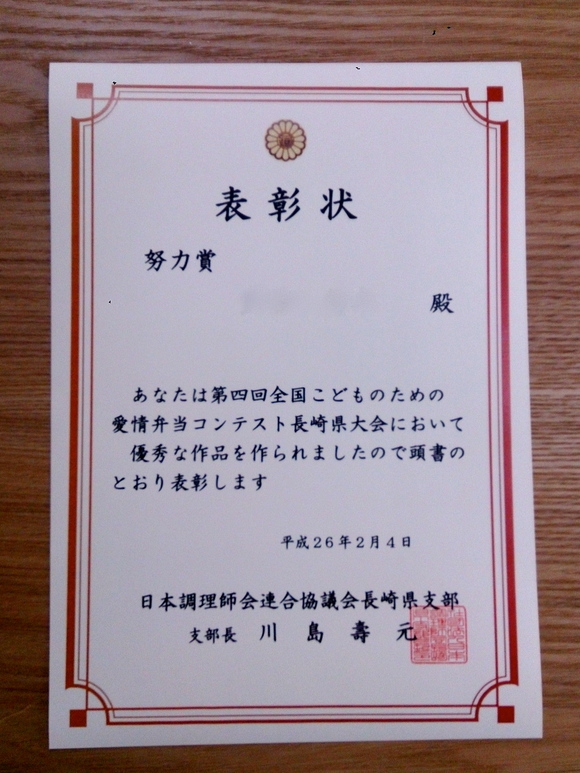 表彰状
努力賞
殿
あなたは第四回全国こどものための
愛情弁当コンテスト長崎県大会において
優秀な作品を作られましたので頭書の
とおり表彰します
平成26年2月4日
日本調理師会連合協議会長崎県支部
支部長 川島壽元